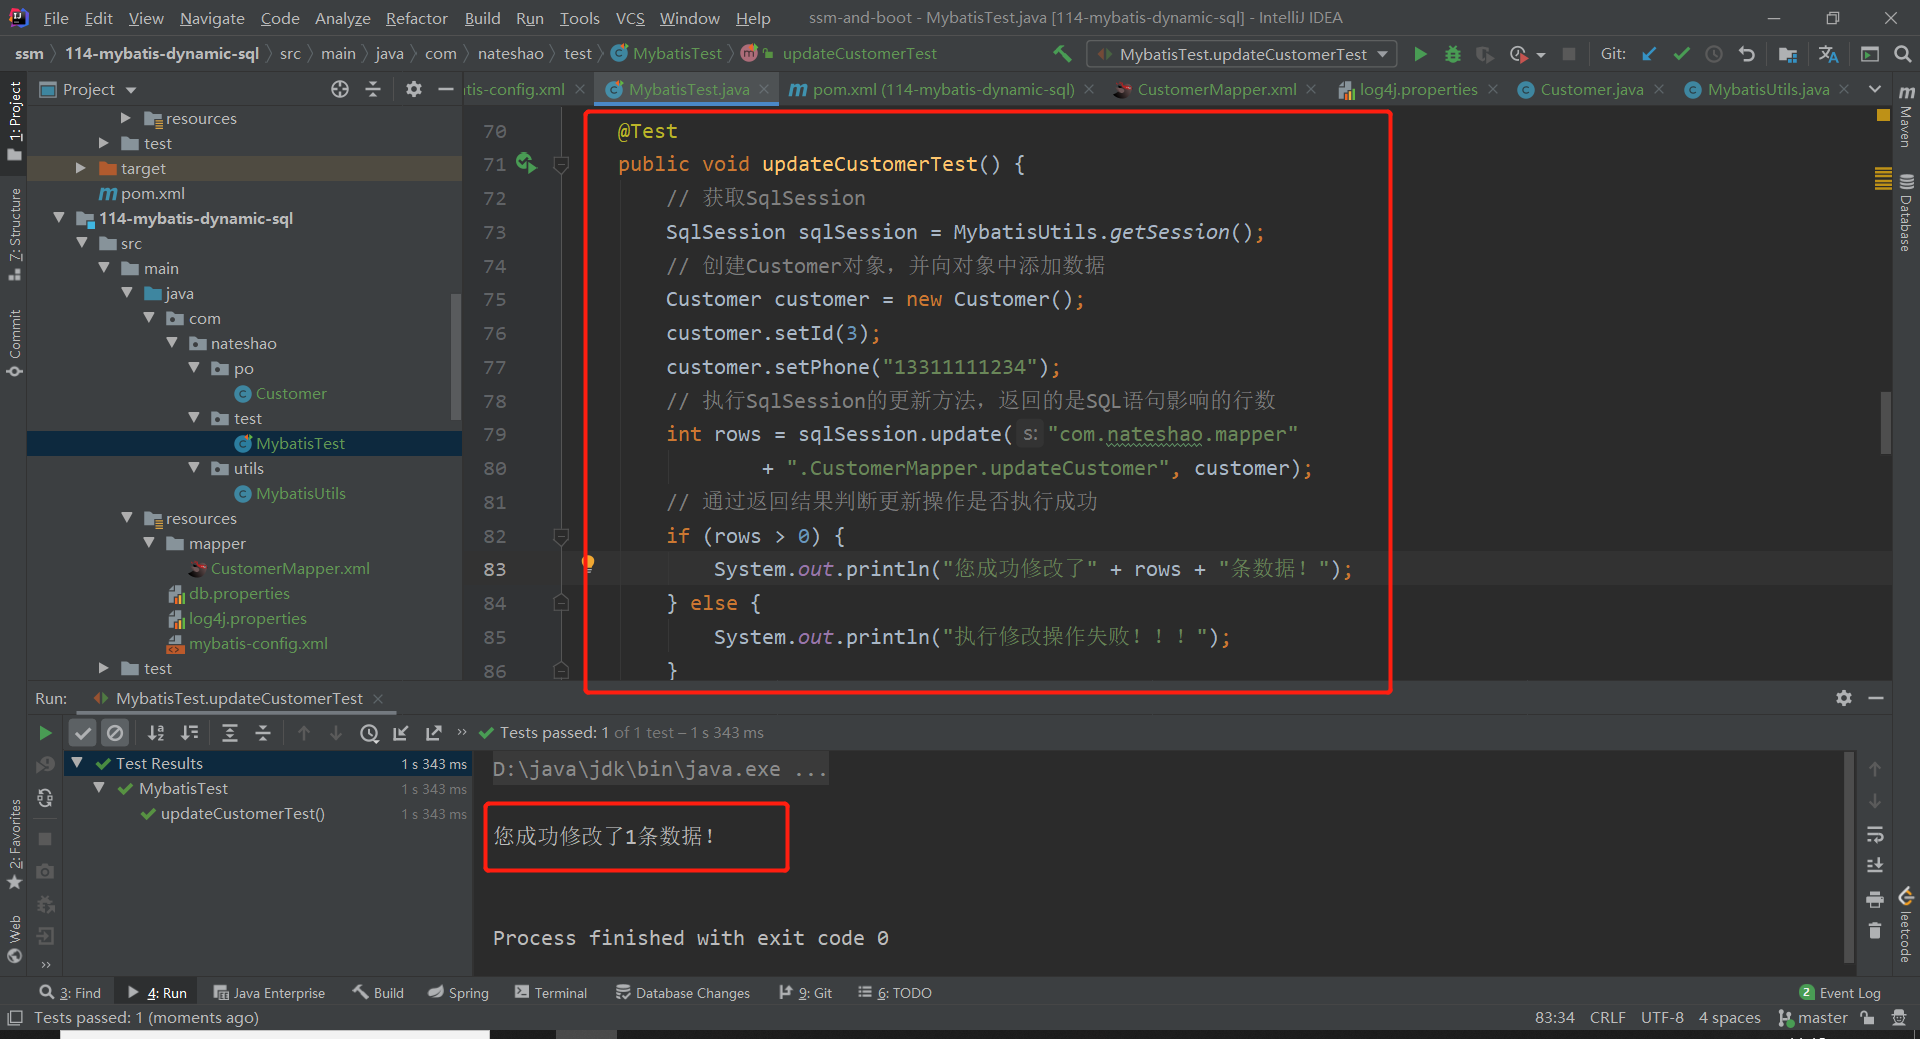 File Edit View Navigate Code Analyze Refactor Build Run Tools VCS Window Help ssm-and-boot - MybatisTest.java [114-mybatis-dynamic-sql] - IntelliJ IDEA
ssm 114-mybatis-dynamic-sql src main java com nateshao test MybatisTest updateCustomerTest MybatisTest.updateCustomerTest Git:
Project tis-config.xml MybatisTest.java pom.xml (114-mybatis-dynamic-sql) CustomerMapper.xml log4j.properties Customer.java MybatisUtils.java
1: Project
7: Structure
Commit
2: Favorites
Web
resources
test
target
pom.xml
114-mybatis-dynamic-sql
src
main
java
com
nateshao
po
Customer
test
MybatisTest
utils
MybatisUtils
resources
mapper
CustomerMapper.xml
db.properties
log4j.properties
mybatis-config.xml
test
70 @Test
71 public void updateCustomerTest() {
72 // 获取SqlSession
73 SqlSession sqlSession = MybatisUtils.getSession();
74 // 创建Customer对象，并向对象中添加数据
75 Customer customer = new Customer();
76 customer.setId(3);
77 customer.setPhone("13311111234");
78 // 执行SqlSession的更新方法，返回的是SQL语句影响的行数
79 int rows = sqlSession.update( s: "com.nateshao.mapper"
80 + ".CustomerMapper.updateCustomer", customer);
81 // 通过返回结果判断更新操作是否执行成功
82 if (rows > 0) {
83 System.out.println("您成功修改了" + rows + "条数据！");
84 } else {
85 System.out.println("执行修改操作失败！！！");
86 }
Maven
Database
leetcode
Run: MybatisTest.updateCustomerTest
Tests passed: 1 of 1 test – 1 s 343 ms
Test Results 1 s 343 ms
MybatisTest 1 s 343 ms
updateCustomerTest() 1 s 343 ms
D:\java\jdk\bin\java.exe ...
您成功修改了1条数据！
Process finished with exit code 0
3: Find 4: Run Java Enterprise Build Spring Terminal Database Changes 9: Git 6: TODO 2 Event Log
Tests passed: 1 (moments ago) 83:34 CRLF UTF-8 4 spaces master